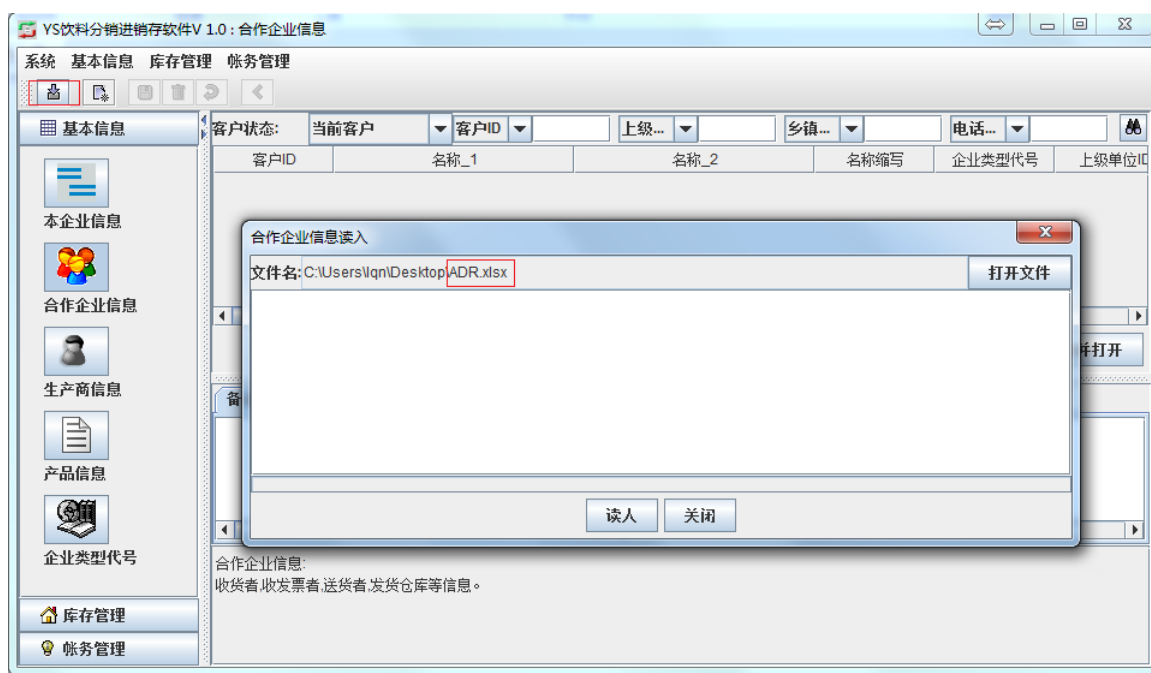 YS饮料分销进销存软件V 1.0 : 合作企业信息
系统 基本信息 库存管理 帐务管理
基本信息
客户状态: 当前客户 客户ID 上级... 乡镇... 电话...
客户ID 名称_1 名称_2 名称缩写 企业类型代号 上级单位ID
本企业信息
合作企业信息读入
文件名: C:\Users\lqn\Desktop\ADR.xlsx 打开文件
合作企业信息
并打开
生产商信息
备
产品信息
读人 关闭
企业类型代号
合作企业信息:
收货者,收发票者,送货者,发货仓库等信息。
库存管理
帐务管理